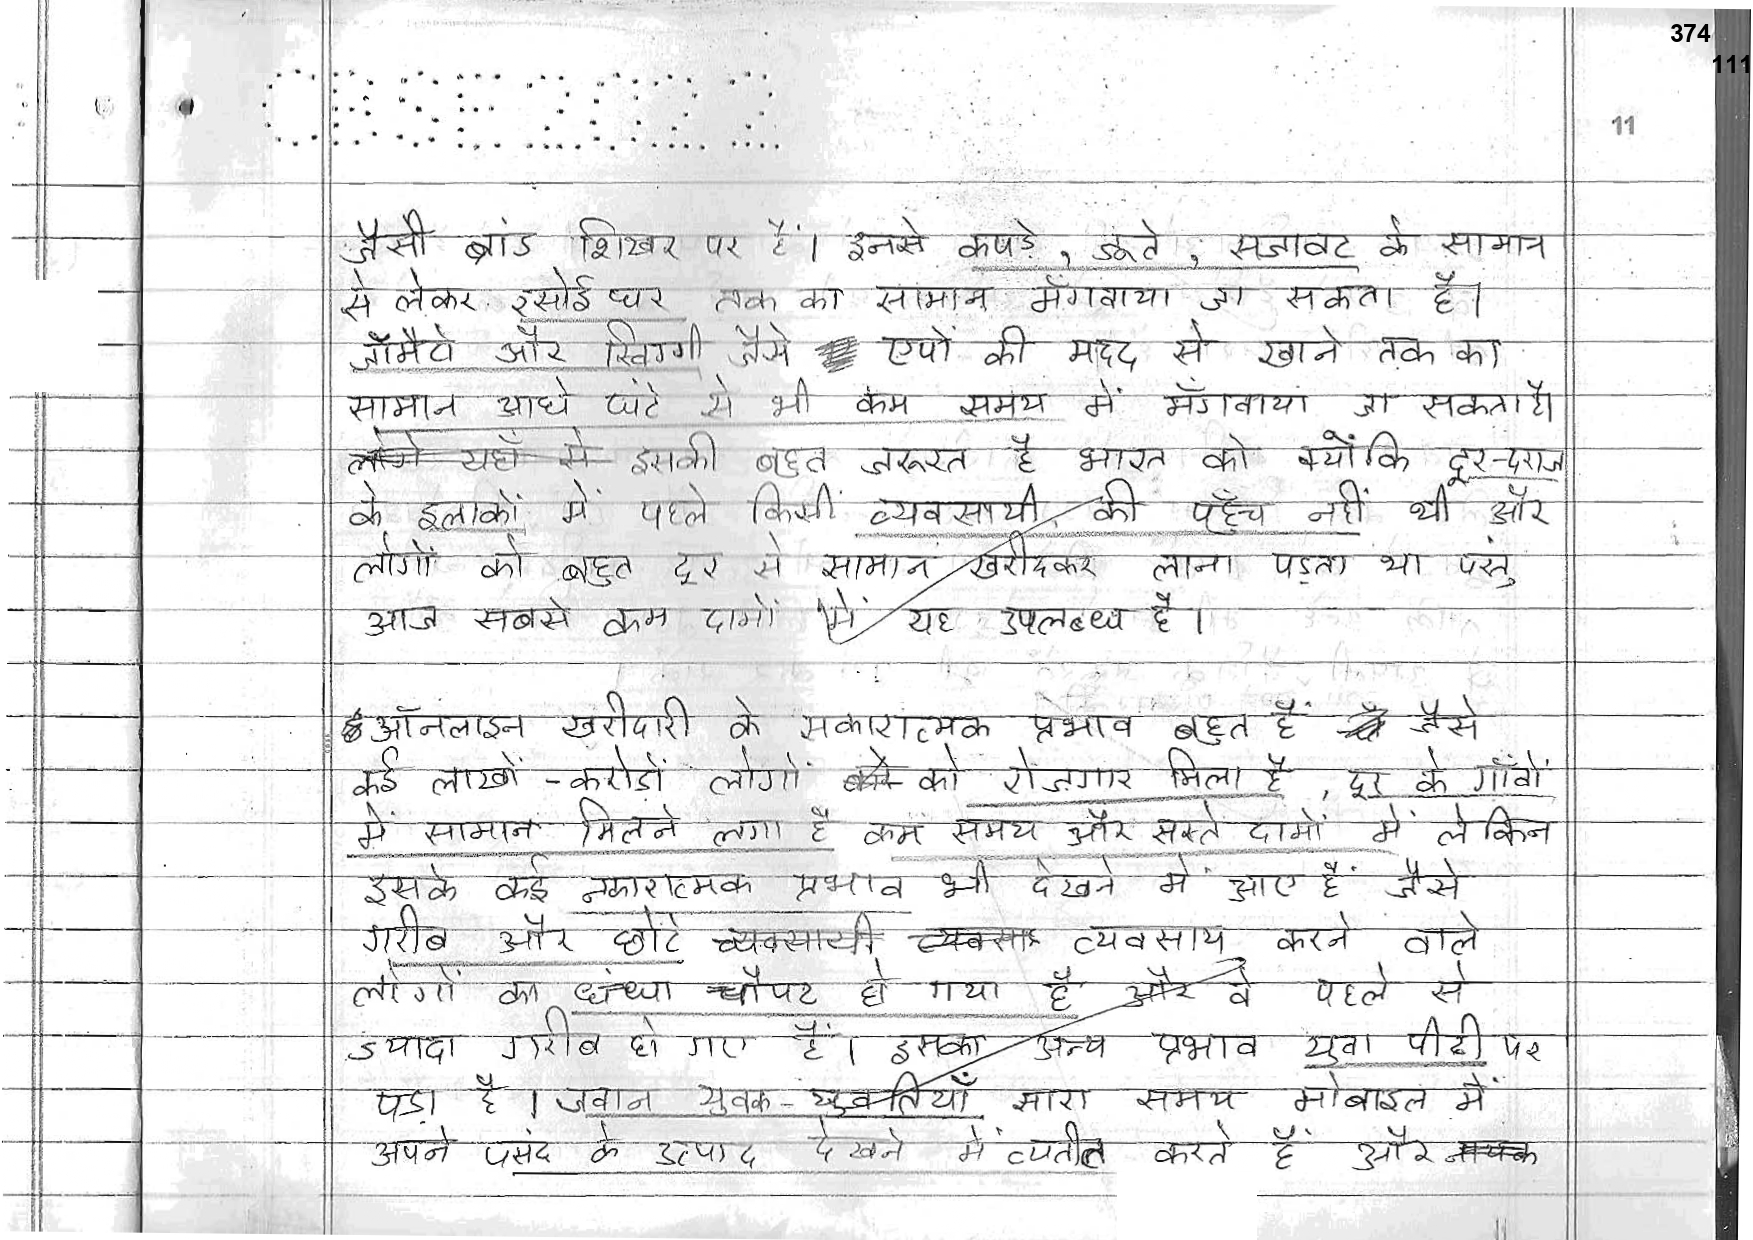 374
111
CBSE2022
11
जैसी ब्रांड शिखर पर हैं। इनसे कपड़े, जूते, सजावट के सामान
से लेकर रसोई घर तक का सामान मँगवाया जा सकता है।
जॉमैटो और स्विग्गी जैसे एपों की मदद से खाने तक का
सामान आधे घंटे से भी कम समय में मँगवाया जा सकता है।
लोगो यहाँ से इसकी बहुत जरूरत है भारत को क्योंकि दूर-दराज
के इलाकों में पहले किसी व्यवसायी की पहुँच नहीं थी और
लोगों को बहुत दूर से सामान खरीदकर लाना पड़ता था परंतु
आज सबसे कम दामों में यह उपलब्ध है।
ऑनलाइन खरीदारी के सकारात्मक प्रभाव बहुत हैं जैसे
कई लाखों-करोड़ों लोगों को रोज़गार मिला है, दूर के गाँवों
में सामान मिलने लगा है कम समय और सस्ते दामों में लेकिन
इसके कई नकारात्मक प्रभाव भी देखने में आए हैं जैसे
गरीब और छोटे व्यवसायी व्यवसा व्यवसाय करने वाले
लोगों का धंधा चौपट हो गया है और वे पहले से
ज्यादा गरीब हो गए हैं। इसका अन्य प्रभाव युवा पीढी पर
पड़ा है। जवान युवक-युवतियाँ सारा समय मोबाइल में
अपने पसंद के उत्पाद देखने में व्यतीत करते हैं और